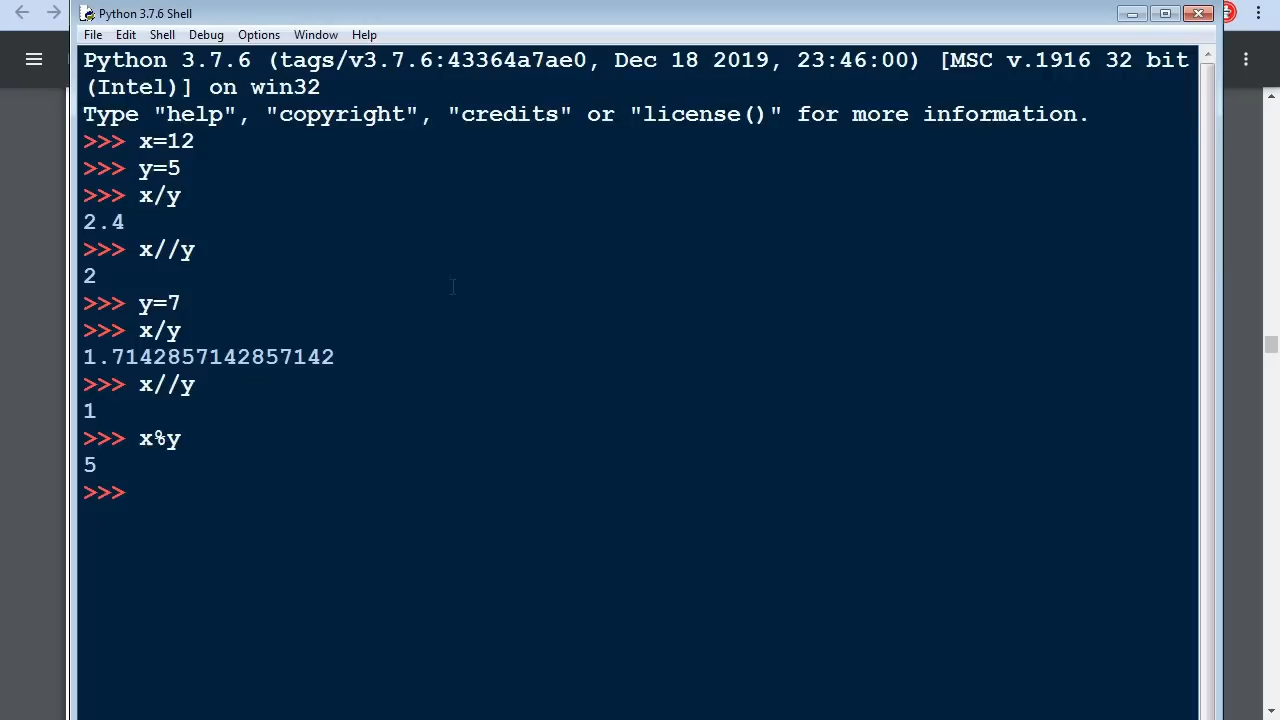 Python 3.7.6 Shell
File Edit Shell Debug Options Window Help
Python 3.7.6 (tags/v3.7.6:43364a7ae0, Dec 18 2019, 23:46:00) [MSC v.1916 32 bit
(Intel)] on win32
Type "help", "copyright", "credits" or "license()" for more information.
>>> x=12
>>> y=5
>>> x/y
2.4
>>> x//y
2
>>> y=7
>>> x/y
1.7142857142857142
>>> x//y
1
>>> x%y
5
>>>